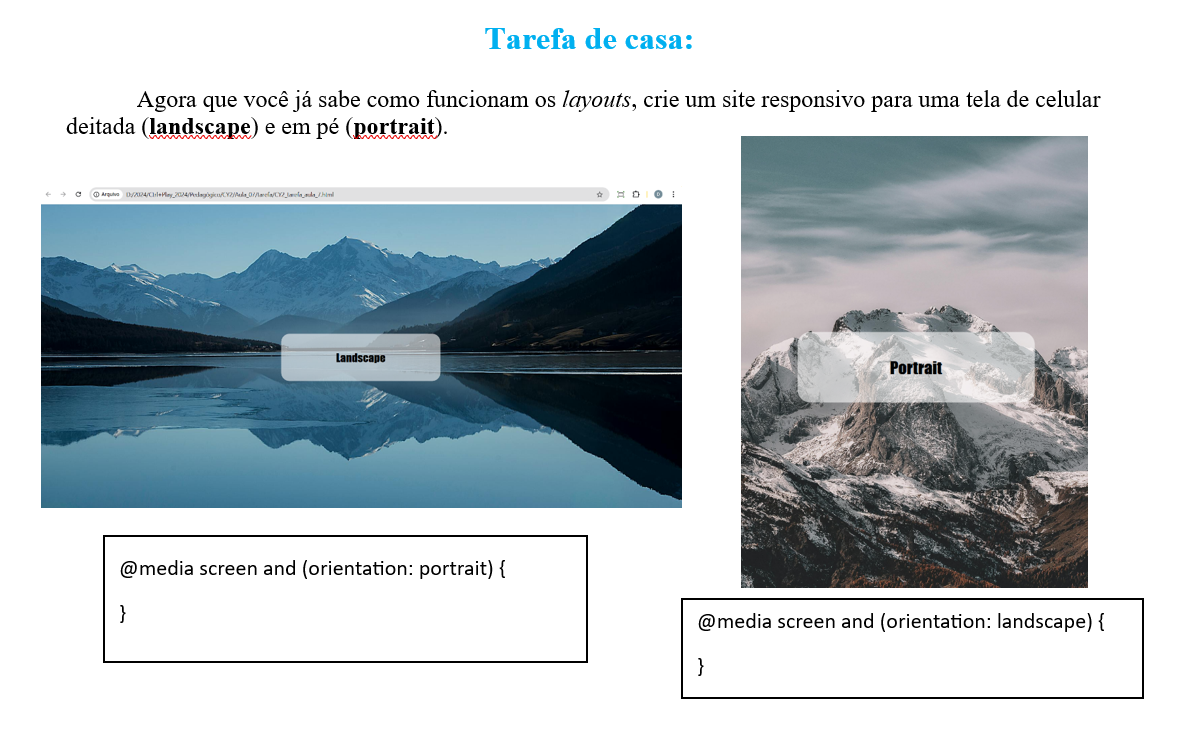 Tarefa de casa:
Agora que você já sabe como funcionam os layouts, crie um site responsivo para uma tela de celular
deitada (landscape) e em pé (portrait).
Arquivo D:/2024/Ctrl+Play_2024/Pedagógico/CY2/Aula_07/tarefa/CY2_tarefa_aula_7.html
Landscape
Portrait
@media screen and (orientation: portrait) {
}
@media screen and (orientation: landscape) {
}